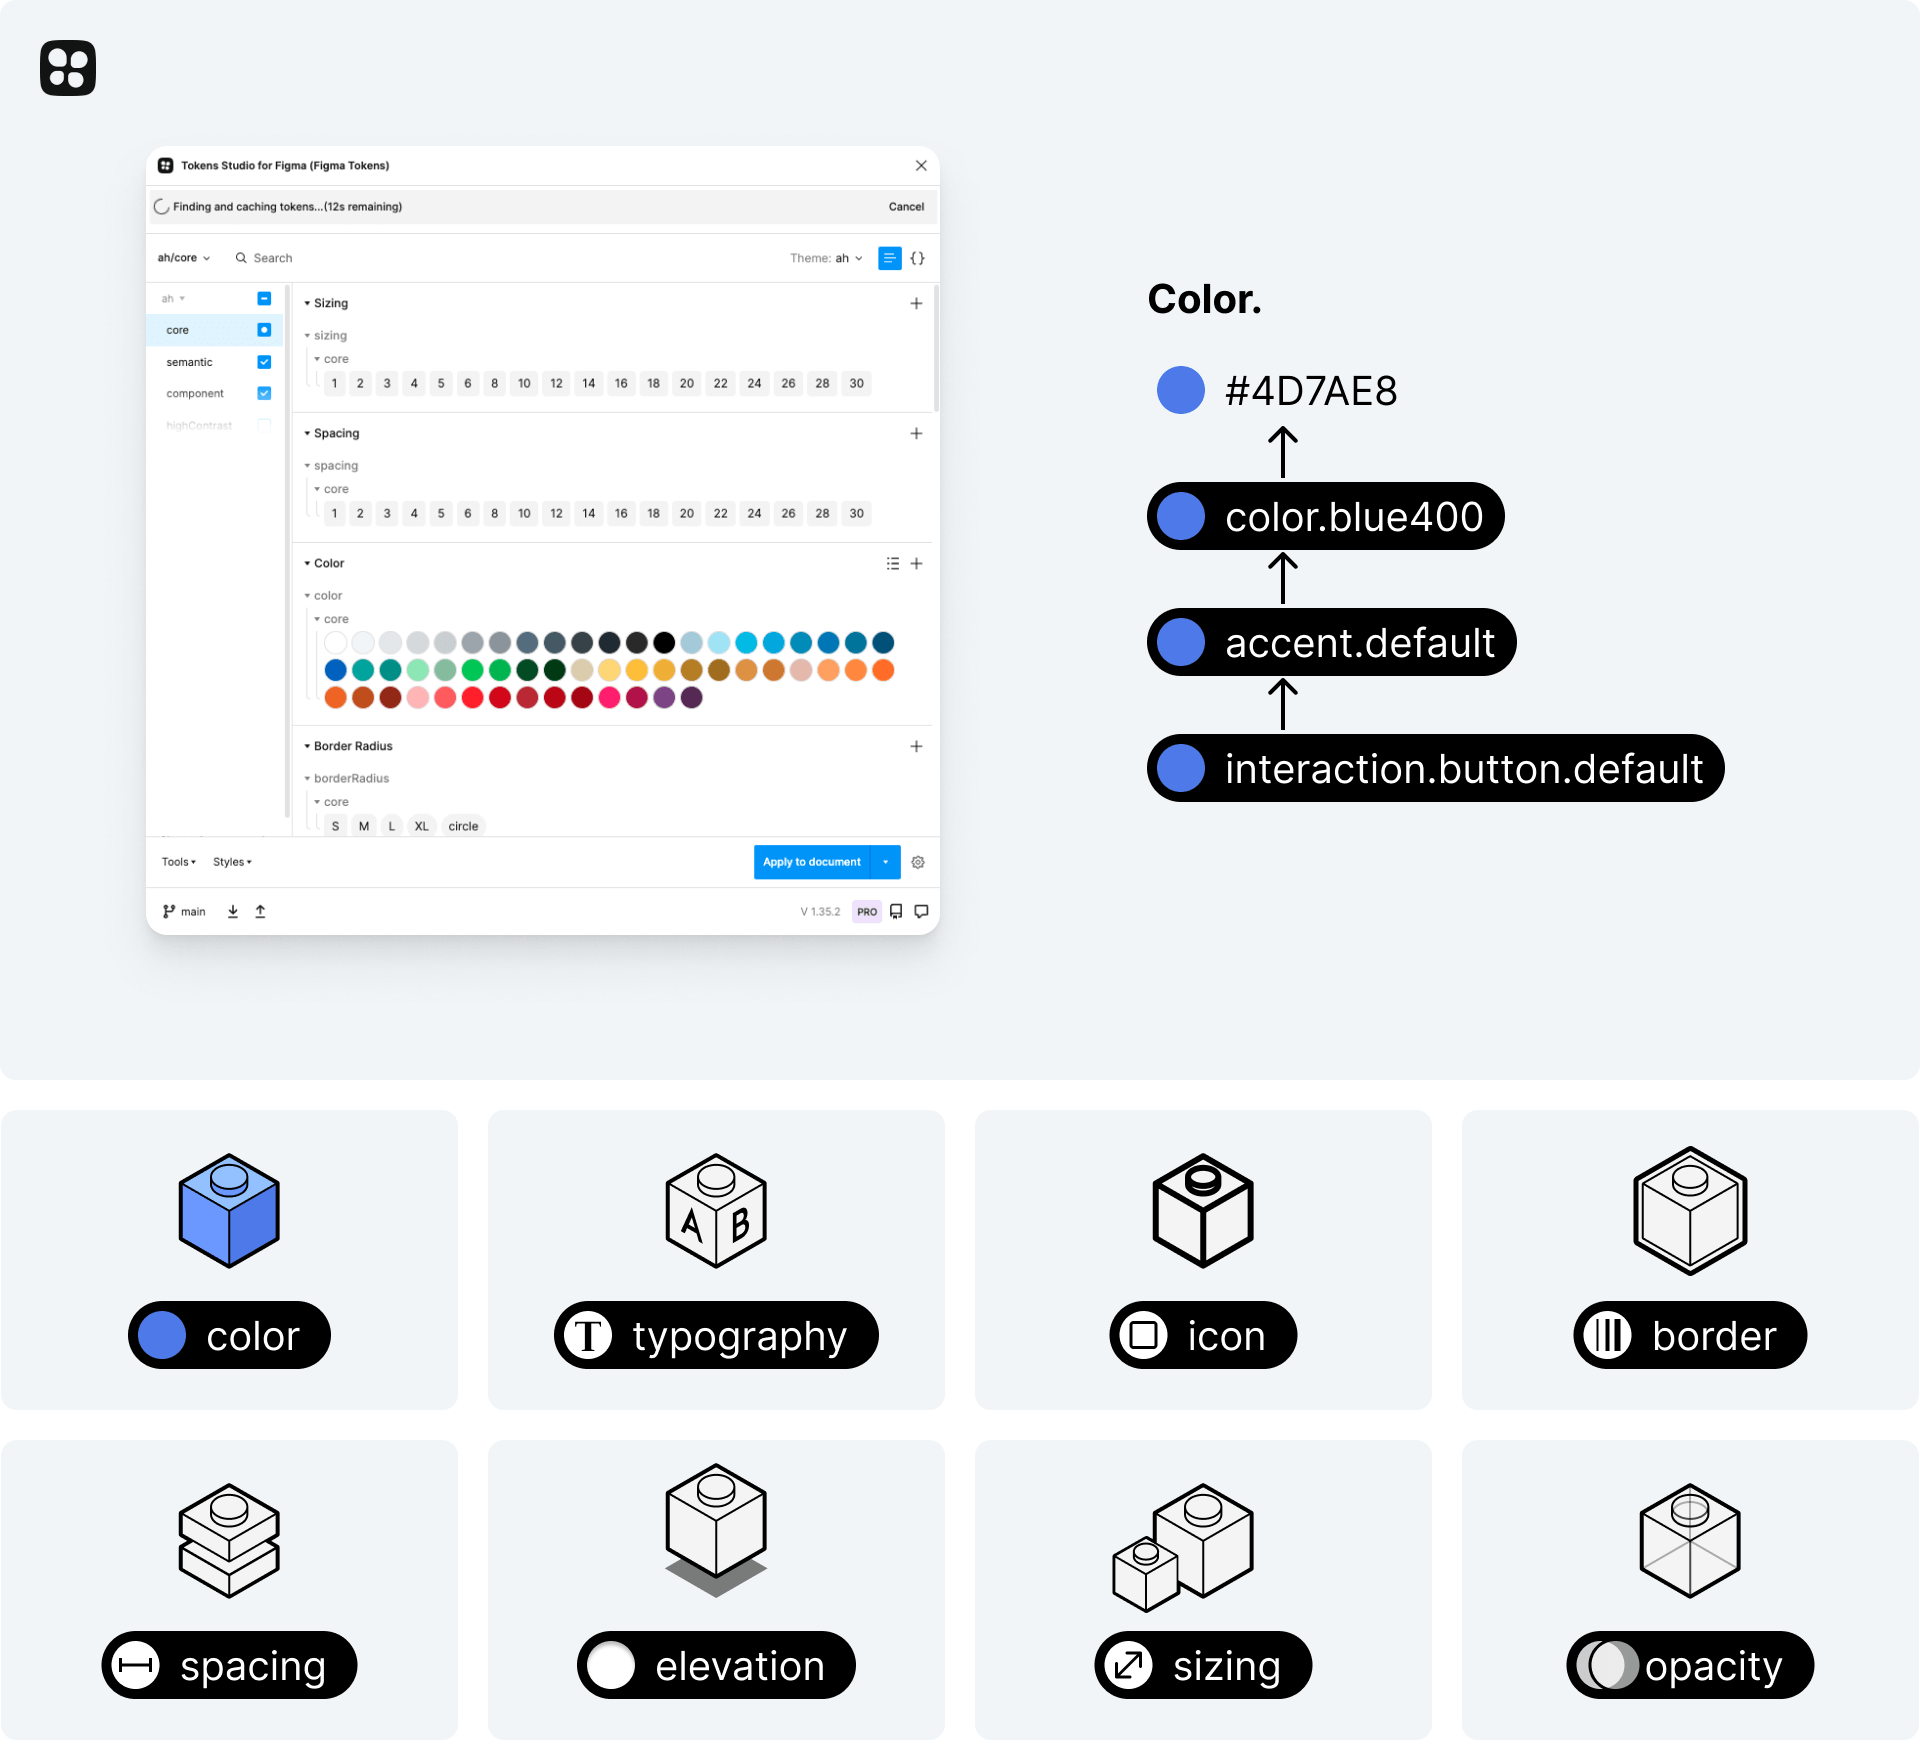 Tokens Studio for Figma (Figma Tokens)
Finding and caching tokens...(12s remaining)
Cancel
ah/core
Search
Theme: ah
{}
ah
core
semantic
component
highContrast
Sizing
sizing
core
1 2 3 4 5 6 8 10 12 14 16 18 20 22 24 26 28 30
Spacing
spacing
core
1 2 3 4 5 6 8 10 12 14 16 18 20 22 24 26 28 30
Color
color
core
Border Radius
borderRadius
core
S M L XL circle
Tools
Styles
Apply to document
main
V 1.35.2
PRO
Color.
#4D7AE8
color.blue400
accent.default
interaction.button.default
color
A B
T typography
icon
border
spacing
elevation
sizing
opacity